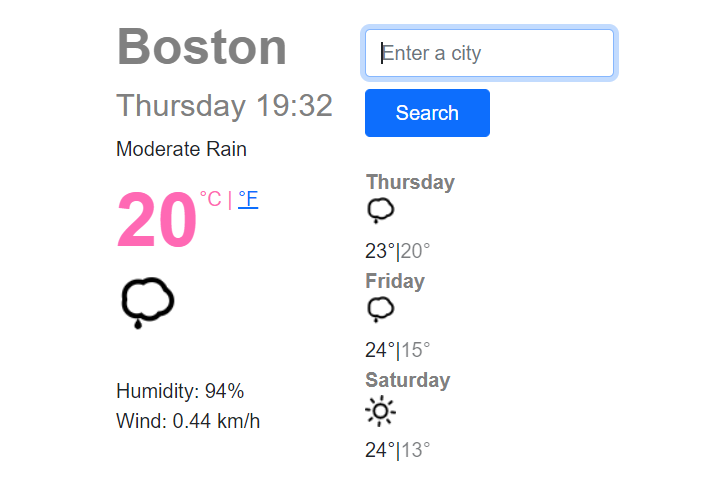 Boston
Thursday 19:32
Moderate Rain
20 °C | °F
Humidity: 94%
Wind: 0.44 km/h
Enter a city
Search
Thursday
23°|20°
Friday
24°|15°
Saturday
24°|13°